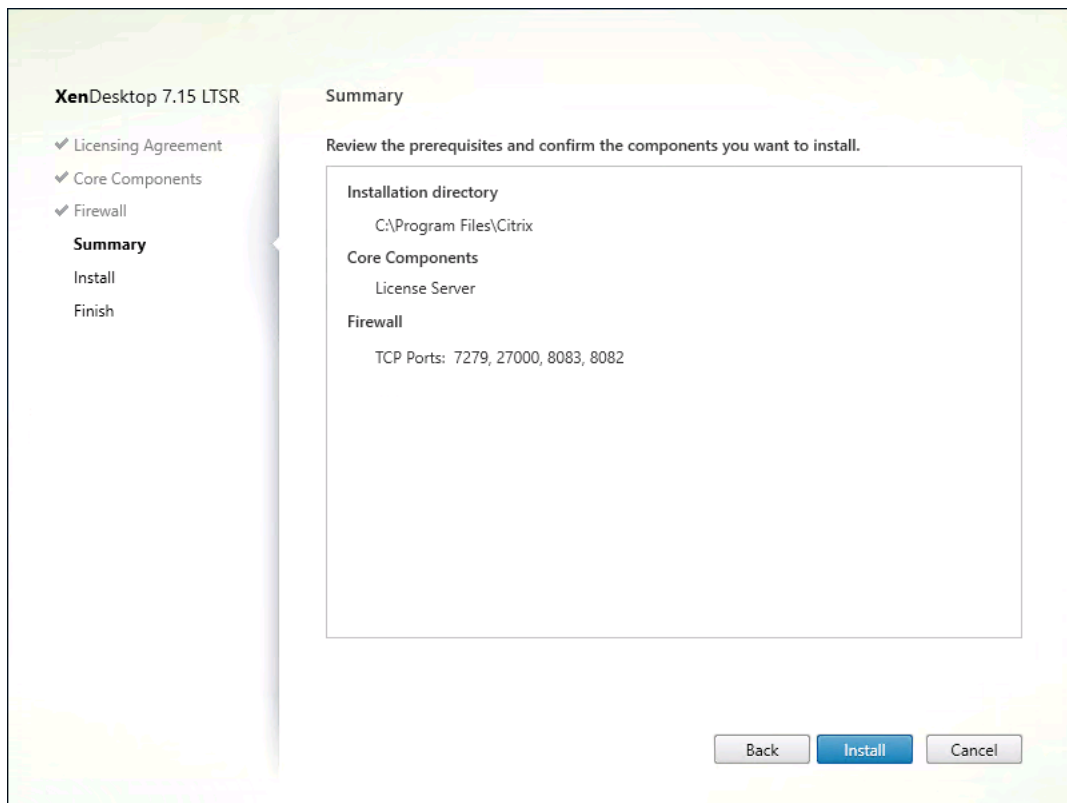 XenDesktop 7.15 LTSR
Licensing Agreement
Core Components
Firewall
Summary
Install
Finish
Summary
Review the prerequisites and confirm the components you want to install.
Installation directory
C:\Program Files\Citrix
Core Components
License Server
Firewall
TCP Ports: 7279, 27000, 8083, 8082
Back
Install
Cancel